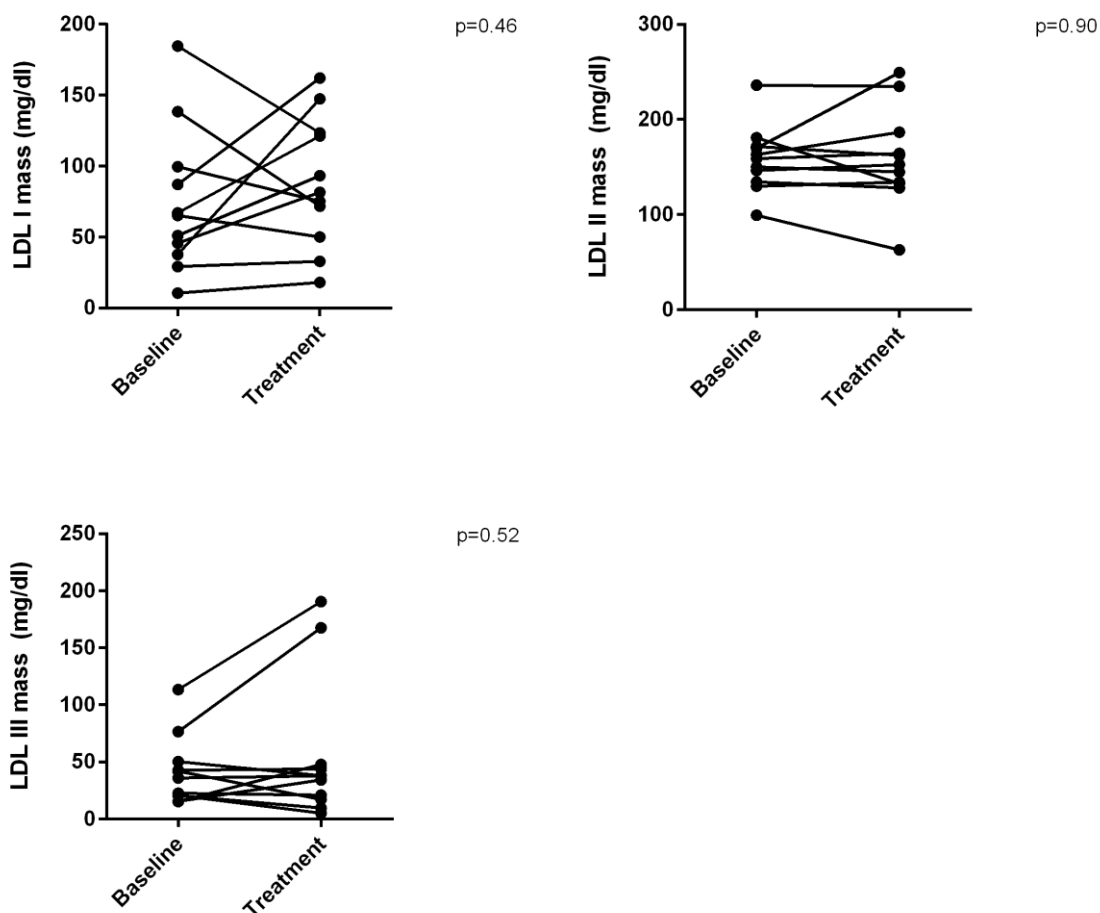 p=0.46
LDL I mass (mg/dl)
200
150
100
50
0
Baseline
Treatment
p=0.90
LDL II mass (mg/dl)
300
200
100
0
Baseline
Treatment
p=0.52
LDL III mass (mg/dl)
250
200
150
100
50
0
Baseline
Treatment